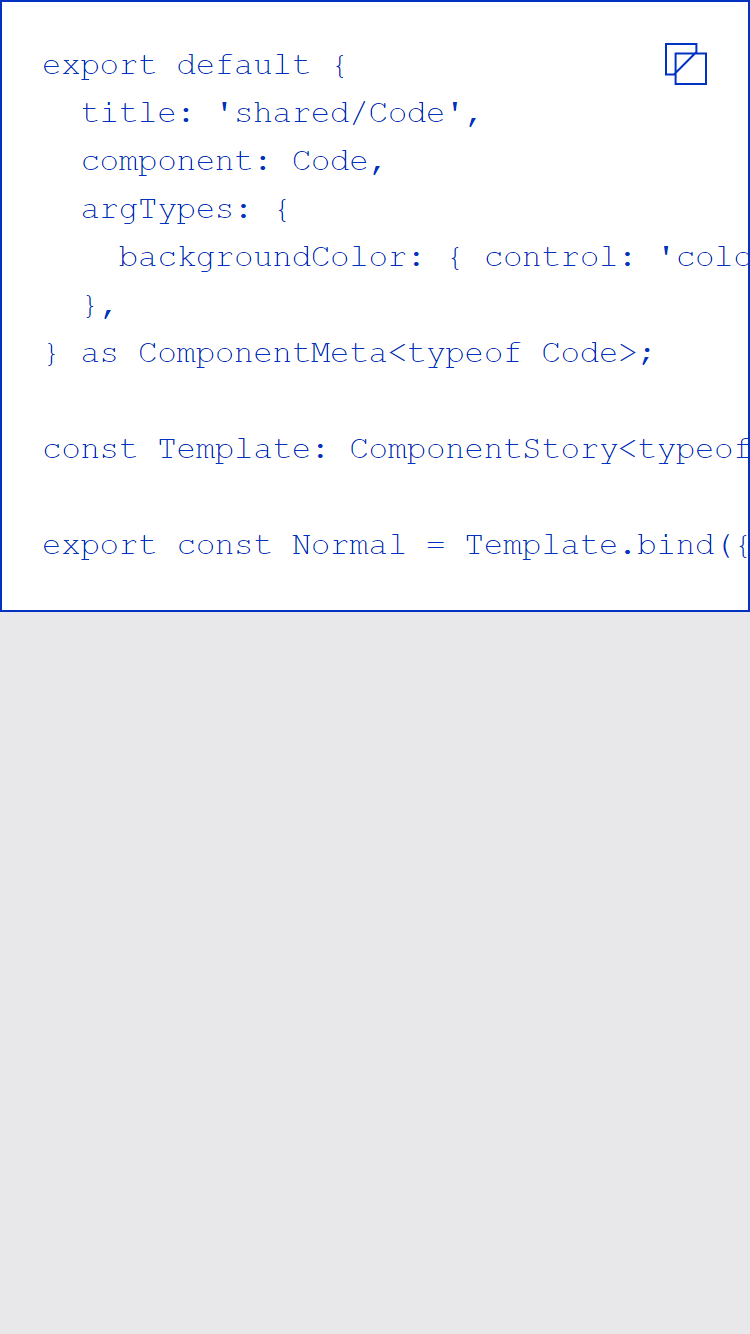 export default {
  title: 'shared/Code',
  component: Code,
  argTypes: {
    backgroundColor: { control: 'colo
  },
} as ComponentMeta<typeof Code>;
const Template: ComponentStory<typeof
export const Normal = Template.bind({